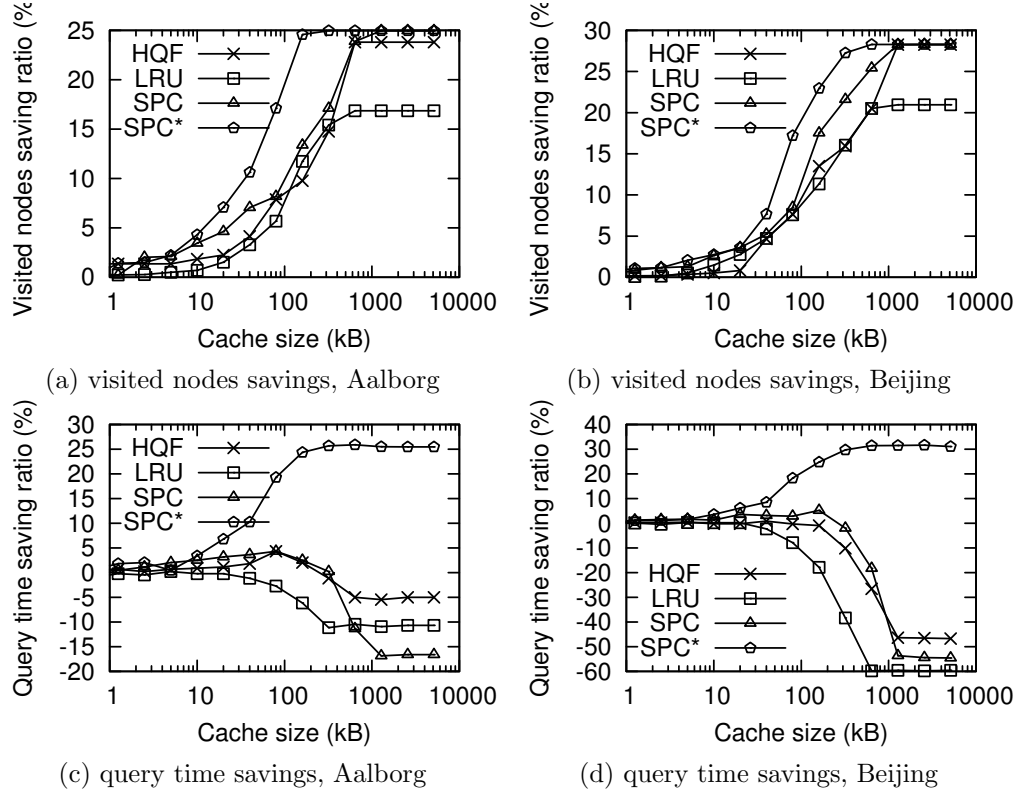 Visited nodes saving ratio (%
25
20
15
10
5
0
HQF
LRU
SPC
SPC*
1 10 100 1000 10000
Cache size (kB)
(a) visited nodes savings, Aalborg
Visited nodes saving ratio (%)
30
25
20
15
10
5
0
HQF
LRU
SPC
SPC*
1 10 100 1000 10000
Cache size (kB)
(b) visited nodes savings, Beijing
Query time saving ratio (%)
30
25
20
15
10
5
0
-5
-10
-15
-20
HQF
LRU
SPC
SPC*
1 10 100 1000 10000
Cache size (kB)
(c) query time savings, Aalborg
Query time saving ratio (%)
40
30
20
10
0
-10
-20
-30
-40
-50
-60
HQF
LRU
SPC
SPC*
1 10 100 1000 10000
Cache size (kB)
(d) query time savings, Beijing